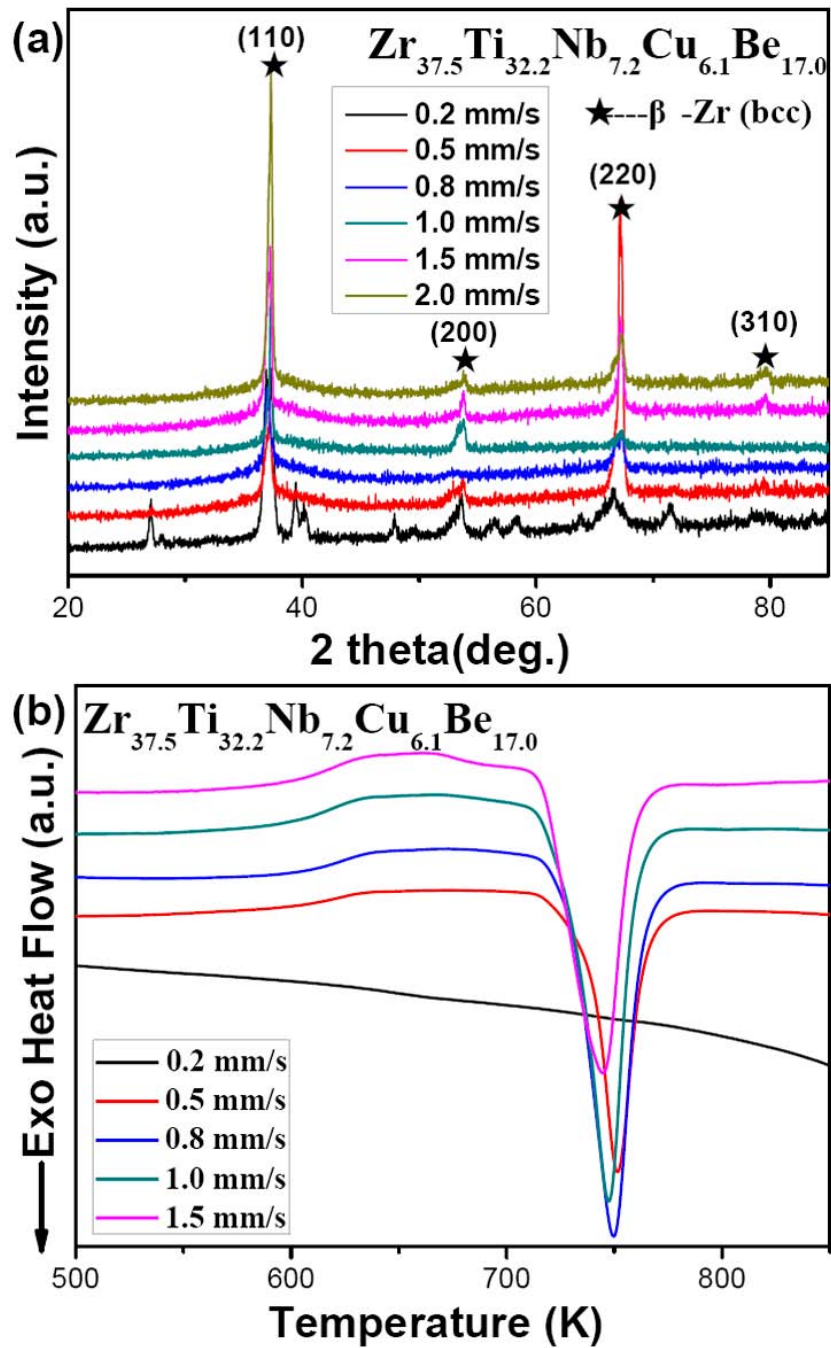 (a)
Zr37.5Ti32.2Nb7.2Cu6.1Be17.0
(110)
0.2 mm/s
0.5 mm/s
0.8 mm/s
1.0 mm/s
1.5 mm/s
2.0 mm/s
★----β -Zr (bcc)
(220)
(200)
(310)
Intensity (a.u.)
20 40 60 80
2 theta(deg.)
(b)
Zr37.5Ti32.2Nb7.2Cu6.1Be17.0
Exo Heat Flow (a.u.)
0.2 mm/s
0.5 mm/s
0.8 mm/s
1.0 mm/s
1.5 mm/s
500 600 700 800
Temperature (K)